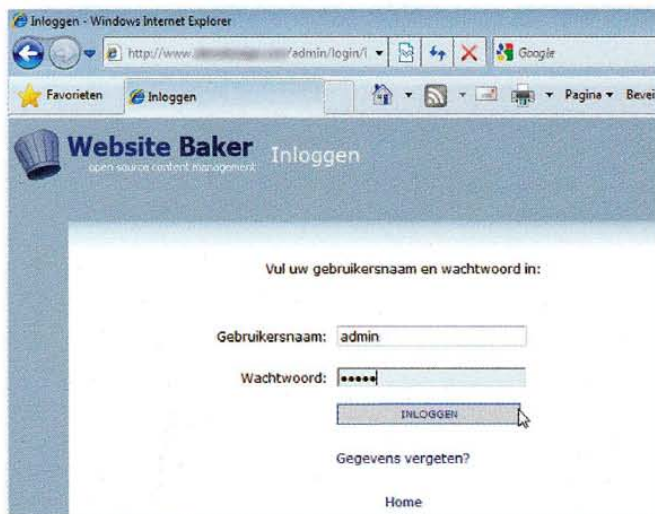 Inloggen - Windows Internet Explorer
http://www. /admin/login/i
Google
Favorieten
Inloggen
Pagina
Bevei
Website Baker Inloggen
open source content management
Vul uw gebruikersnaam en wachtwoord in:
Gebruikersnaam: admin
Wachtwoord: •••••
INLOGGEN
Gegevens vergeten?
Home